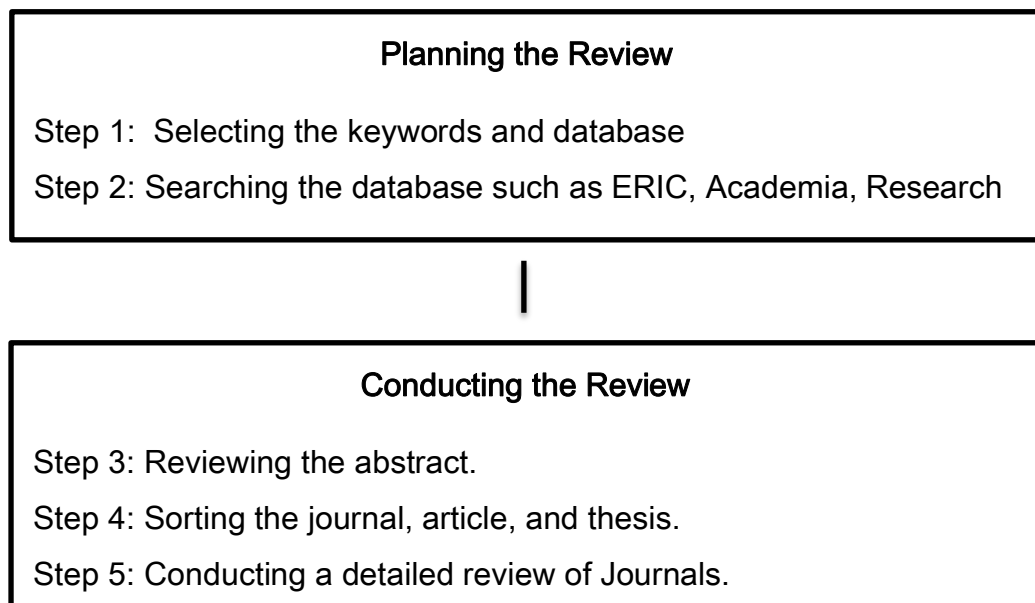 Planning the Review
Step 1:  Selecting the keywords and database
Step 2: Searching the database such as ERIC, Academia, Research
Conducting the Review
Step 3: Reviewing the abstract.
Step 4: Sorting the journal, article, and thesis.
Step 5: Conducting a detailed review of Journals.